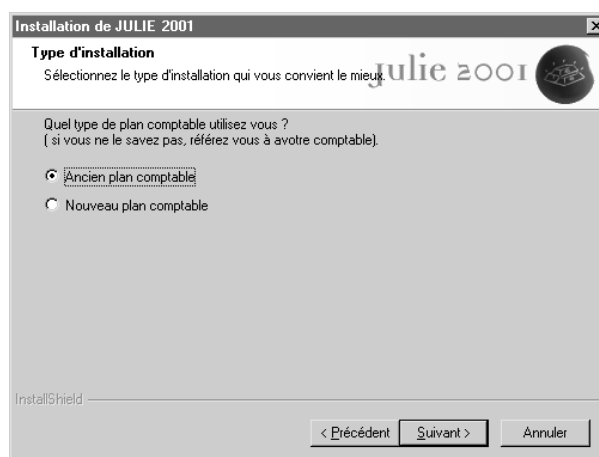 Installation de JULIE 2001
Type d'installation
Sélectionnez le type d'installation qui vous convient le mieux.
julie 2001
Quel type de plan comptable utilisez vous ?
( si vous ne le savez pas, référez vous à avotre comptable).
Ancien plan comptable
Nouveau plan comptable
InstallShield
< Précédent Suivant > Annuler